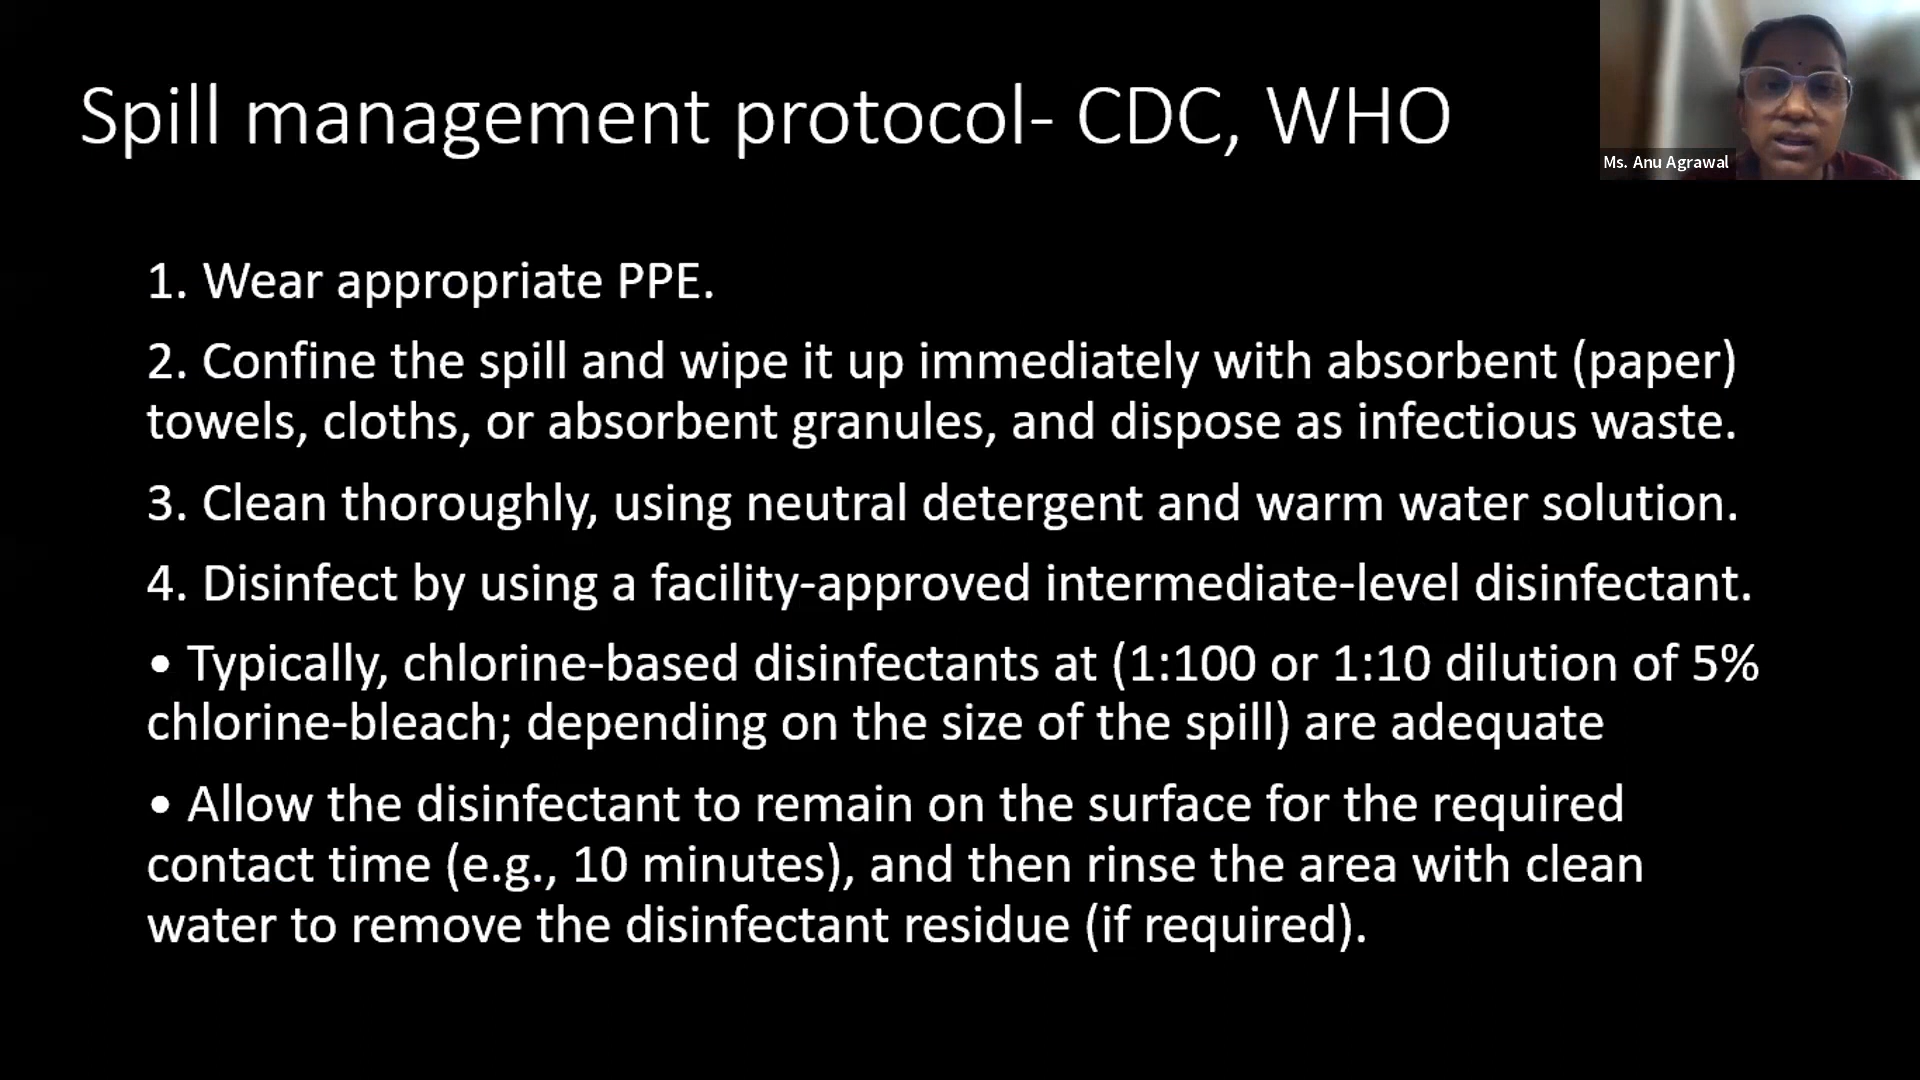 Spill management protocol- CDC, WHO
Ms. Anu Agrawal
1. Wear appropriate PPE.
2. Confine the spill and wipe it up immediately with absorbent (paper)
towels, cloths, or absorbent granules, and dispose as infectious waste.
3. Clean thoroughly, using neutral detergent and warm water solution.
4. Disinfect by using a facility-approved intermediate-level disinfectant.
• Typically, chlorine-based disinfectants at (1:100 or 1:10 dilution of 5%
chlorine-bleach; depending on the size of the spill) are adequate
• Allow the disinfectant to remain on the surface for the required
contact time (e.g., 10 minutes), and then rinse the area with clean
water to remove the disinfectant residue (if required).